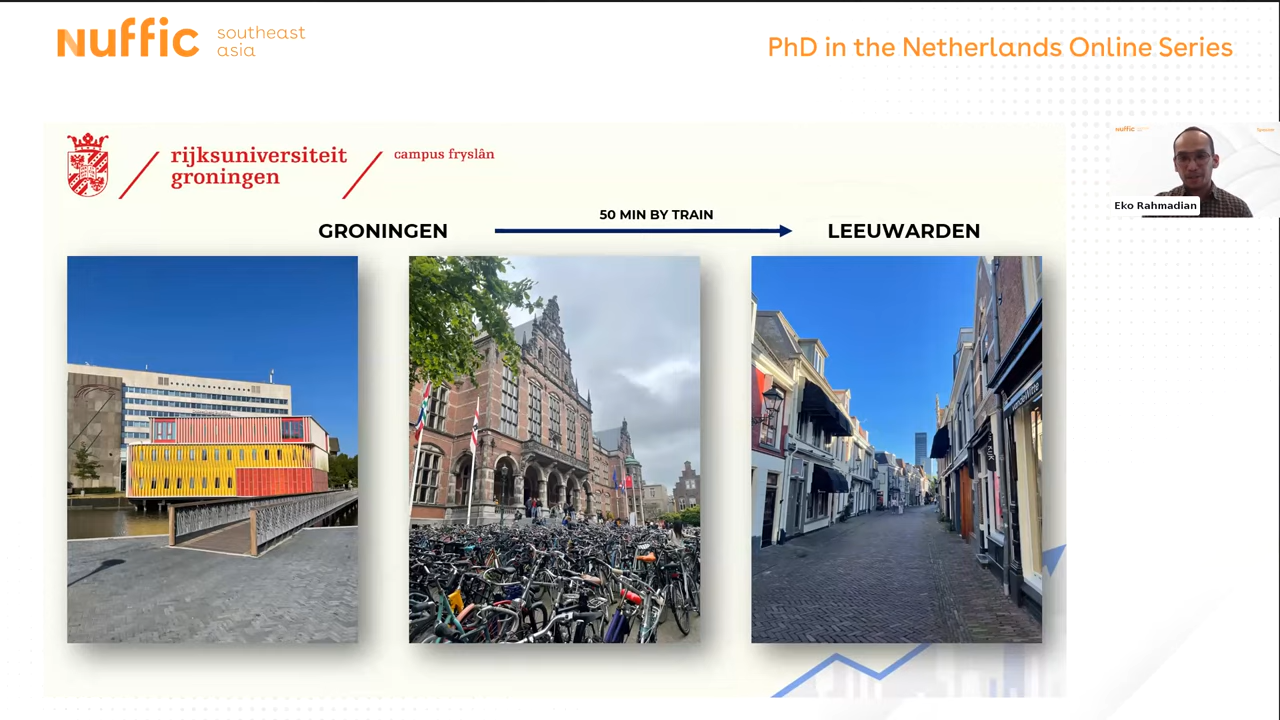 Nuffic southeast asia
PhD in the Netherlands Online Series
rijksuniversiteit groningen
campus fryslân
50 MIN BY TRAIN
GRONINGEN
LEEUWARDEN
nuffic
Eko Rahmadian